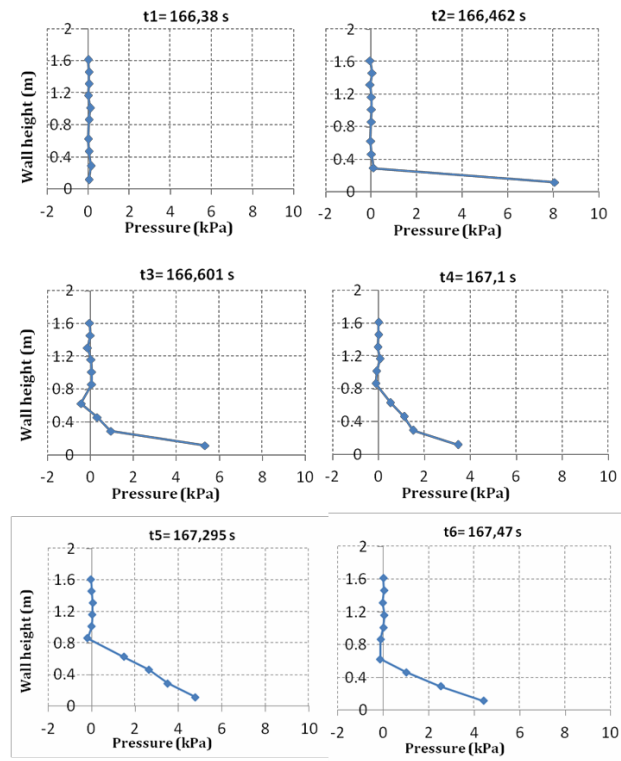 t1= 166,38 s
2
1.6
1.2
0.8
0.4
0
-2 0 2 4 6 8 10
Wall height (m)
Pressure (kPa)
t2= 166,462 s
2
1.6
1.2
0.8
0.4
0
-2 0 2 4 6 8 10
Pressure (kPa)
t3= 166,601 s
2
1.6
1.2
0.8
0.4
0
-2 0 2 4 6 8 10
Wall height (m)
Pressure (kPa)
t4= 167,1 s
2
1.6
1.2
0.8
0.4
0
-2 0 2 4 6 8 10
Pressure (kPa)
t5= 167,295 s
2
1.6
1.2
0.8
0.4
0
-2 0 2 4 6 8 10
Wall height (m)
Pressure (kPa)
t6= 167,47 s
2
1.6
1.2
0.8
0.4
0
-2 0 2 4 6 8 10
Pressure (kPa)